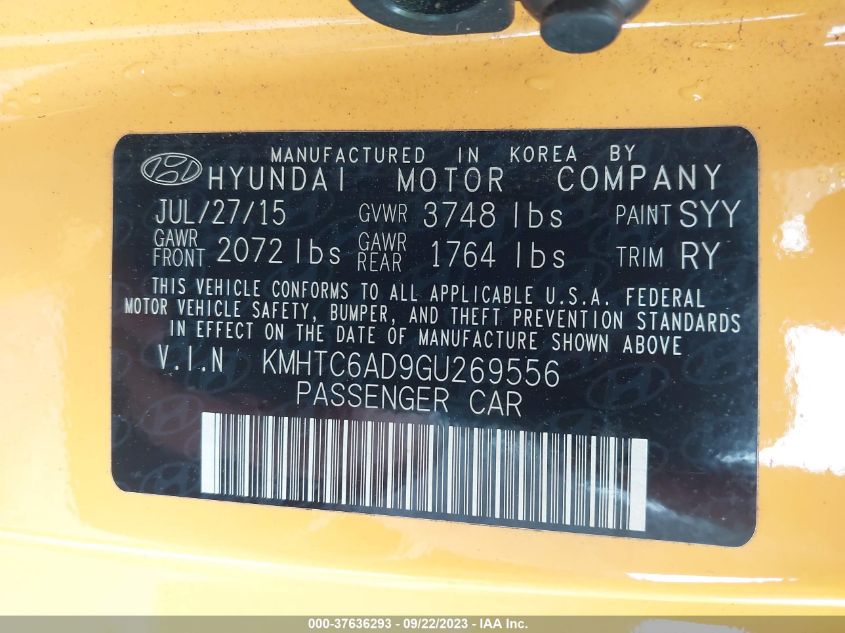 MANUFACTURED IN KOREA BY
HYUNDAI MOTOR COMPANY
JUL/27/15 GVWR 3748 lbs PAINT SYY
GAWR FRONT 2072 lbs GAWR REAR 1764 lbs TRIM RY
THIS VEHICLE CONFORMS TO ALL APPLICABLE U.S.A. FEDERAL
MOTOR VEHICLE SAFETY, BUMPER, AND THEFT PREVENTION STANDARDS
IN EFFECT ON THE DATE OF MANUFACTURE SHOWN ABOVE
V.I.N KMHTC6AD9GU269556
PASSENGER CAR
000-37636293 - 09/22/2023 - IAA Inc.